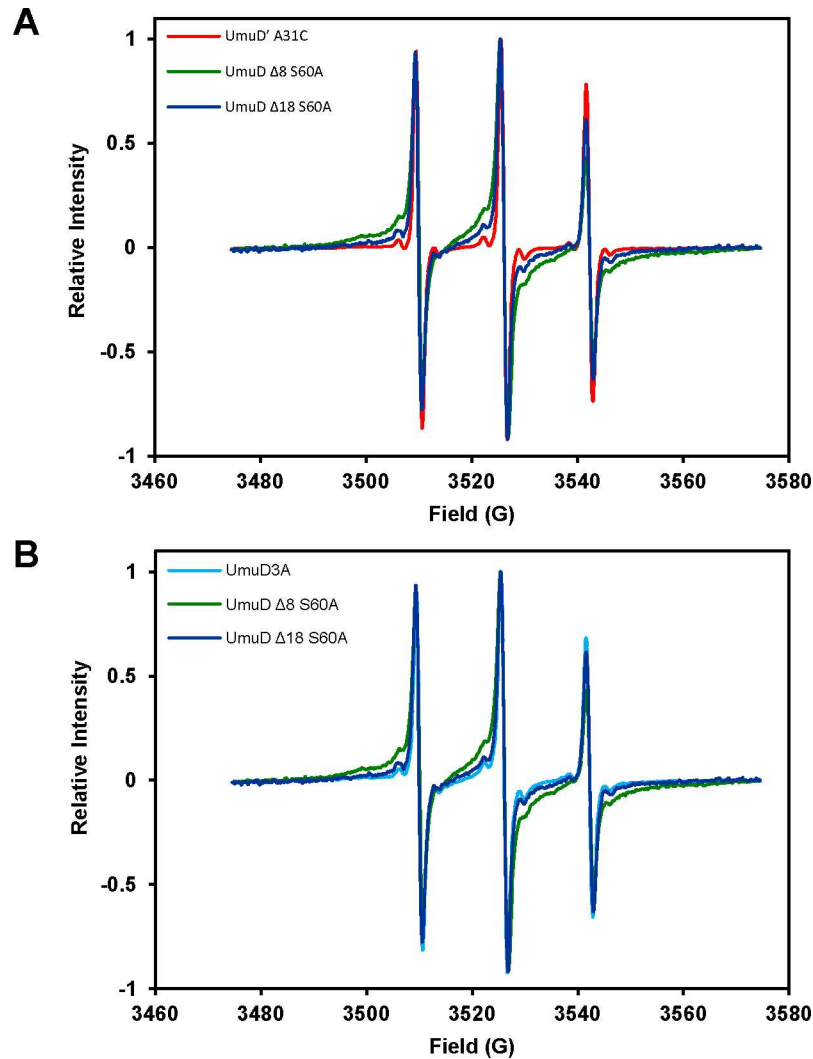 A
UmuD' A31C
UmuD Δ8 S60A
UmuD Δ18 S60A
1
0.5
0
-0.5
-1
Relative Intensity
3460 3480 3500 3520 3540 3560 3580
Field (G)
B
UmuD3A
UmuD Δ8 S60A
UmuD Δ18 S60A
1
0.5
0
-0.5
-1
Relative Intensity
3460 3480 3500 3520 3540 3560 3580
Field (G)